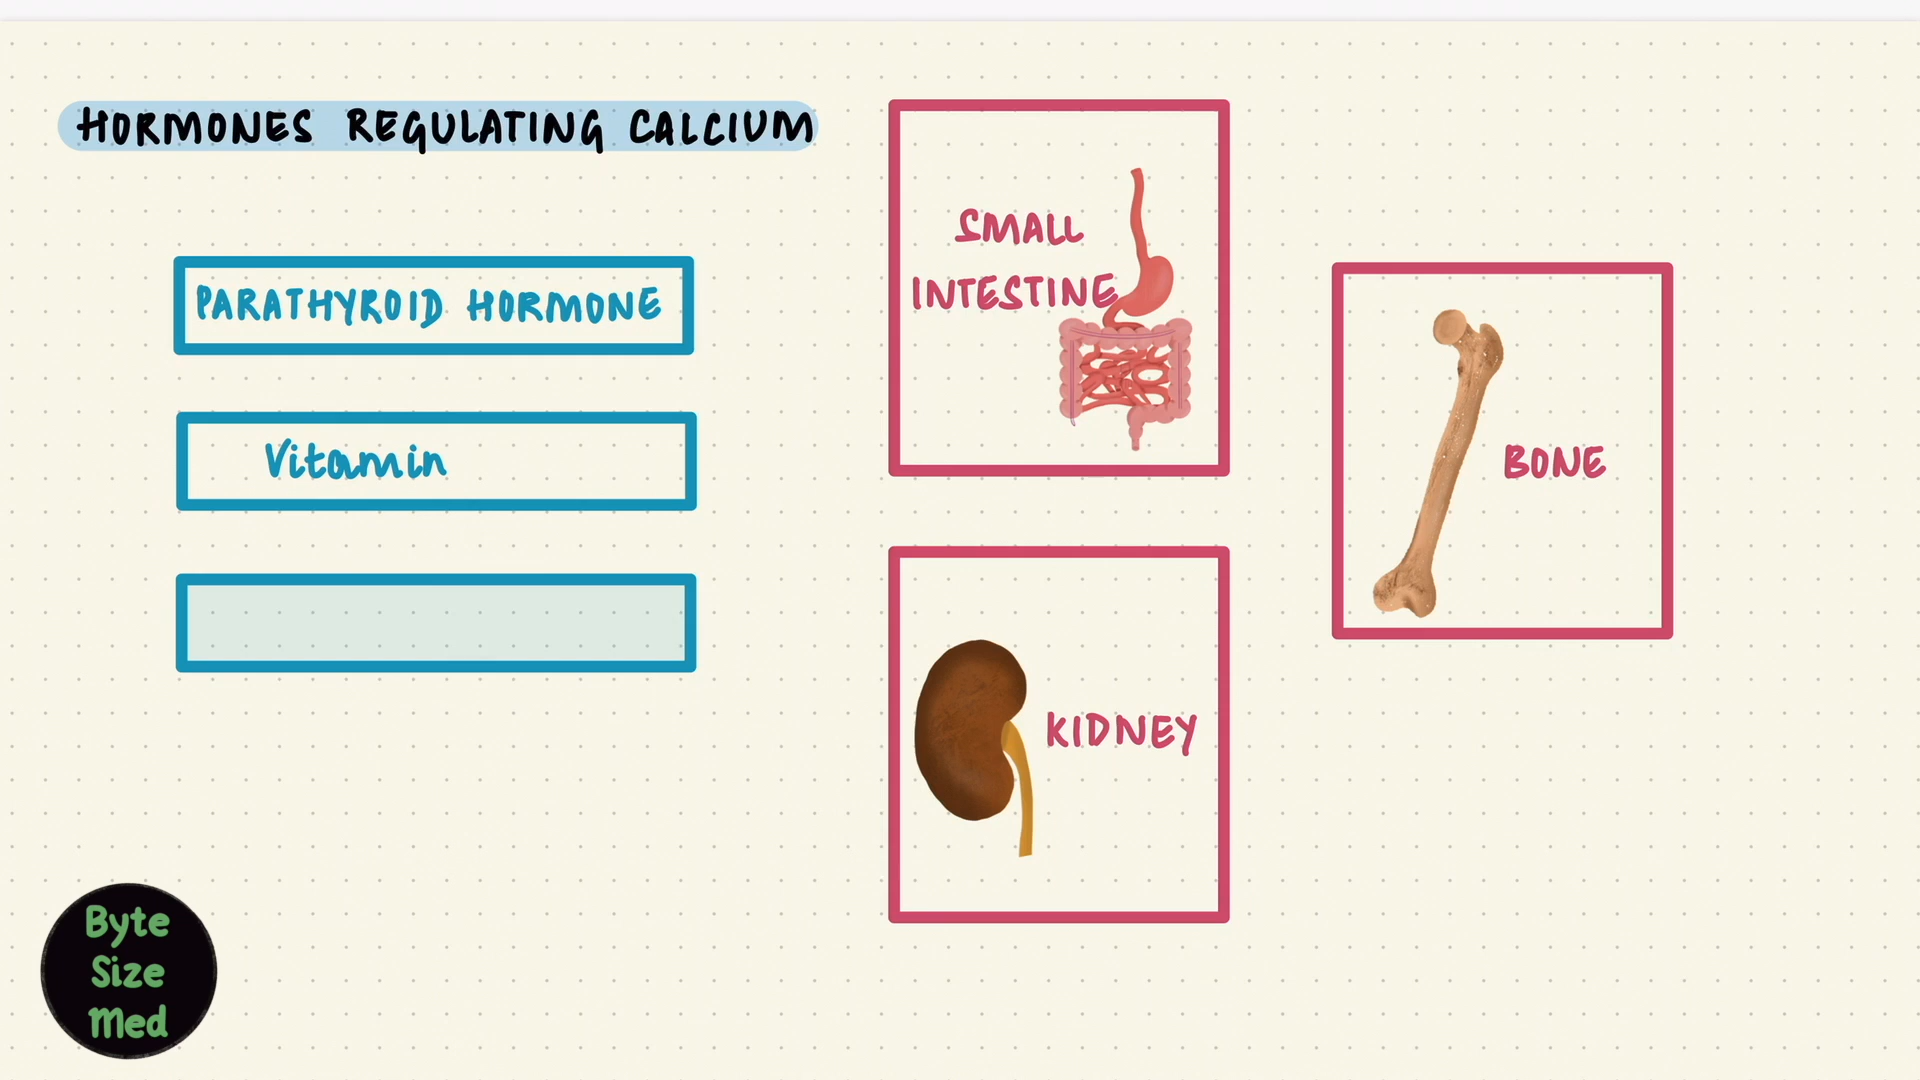 HORMONES REGULATING CALCIUM
PARATHYROID HORMONE
Vitamin
SMALL
INTESTINE
BONE
KIDNEY
Byte
Size
Med